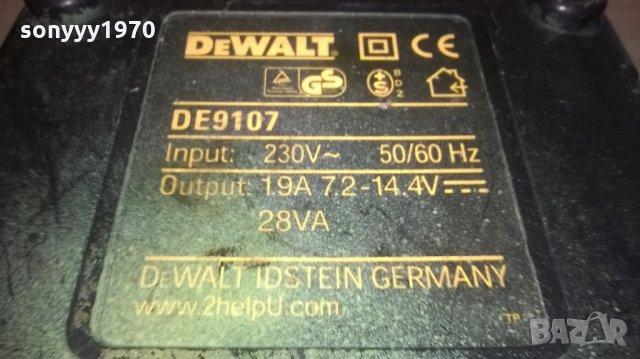 sonyyy1970
DEWALT CE
GS
DE9107
Input: 230V~ 50/60 Hz
Output: 1.9A 7.2-14.4V
28VA
DEWALT IDSTEIN GERMANY
www.2helpU.com
TP
BAZAR